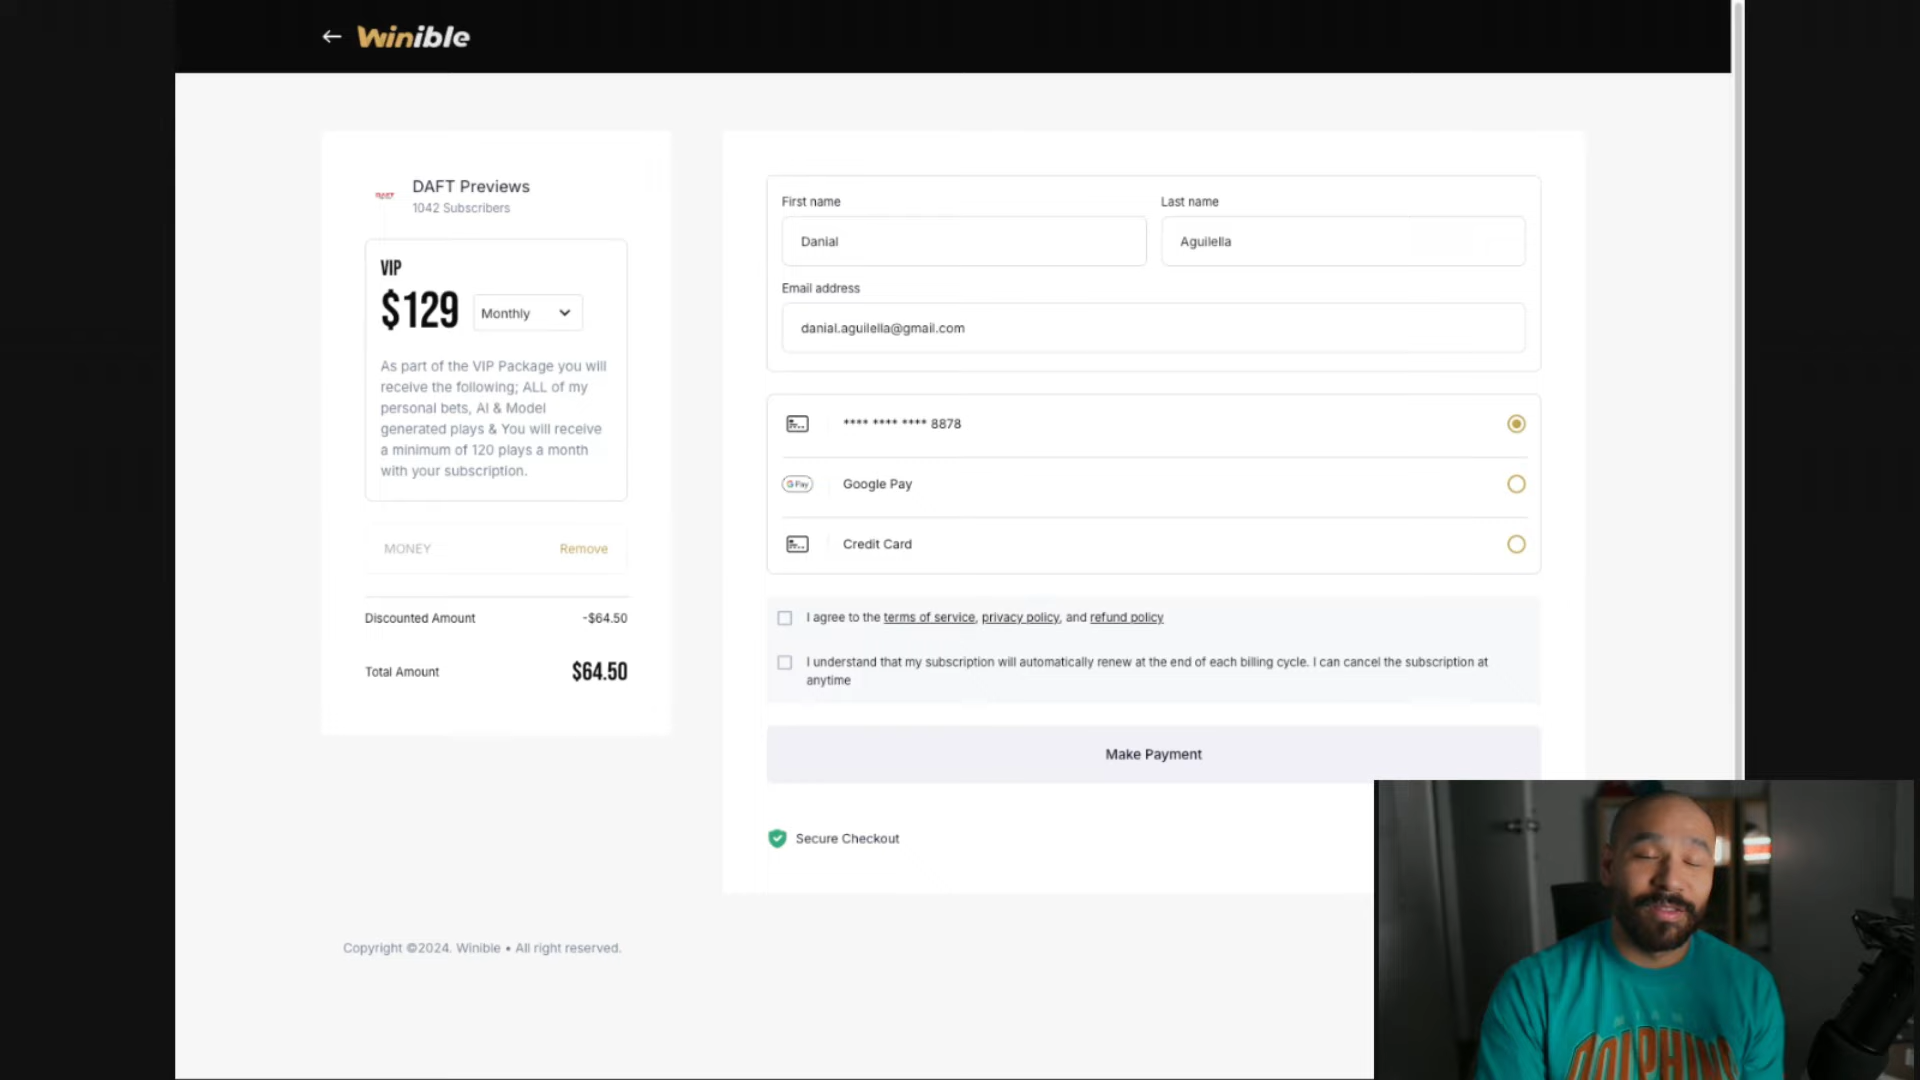 Winible
DAFT Previews
1042 Subscribers
VIP
$129
Monthly
As part of the VIP Package you will
receive the following; ALL of my
personal bets, AI & Model
generated plays & You will receive
a minimum of 120 plays a month
with your subscription.
MONEY
Remove
Discounted Amount
-$64.50
Total Amount
$64.50
First name
Last name
Danial
Aguilella
Email address
danial.aguilella@gmail.com
**** **** **** 8878
G Pay
Google Pay
Credit Card
I agree to the terms of service, privacy policy, and refund policy
I understand that my subscription will automatically renew at the end of each billing cycle. I can cancel the subscription at
anytime
Make Payment
Secure Checkout
Copyright ©2024. Winible • All right reserved.